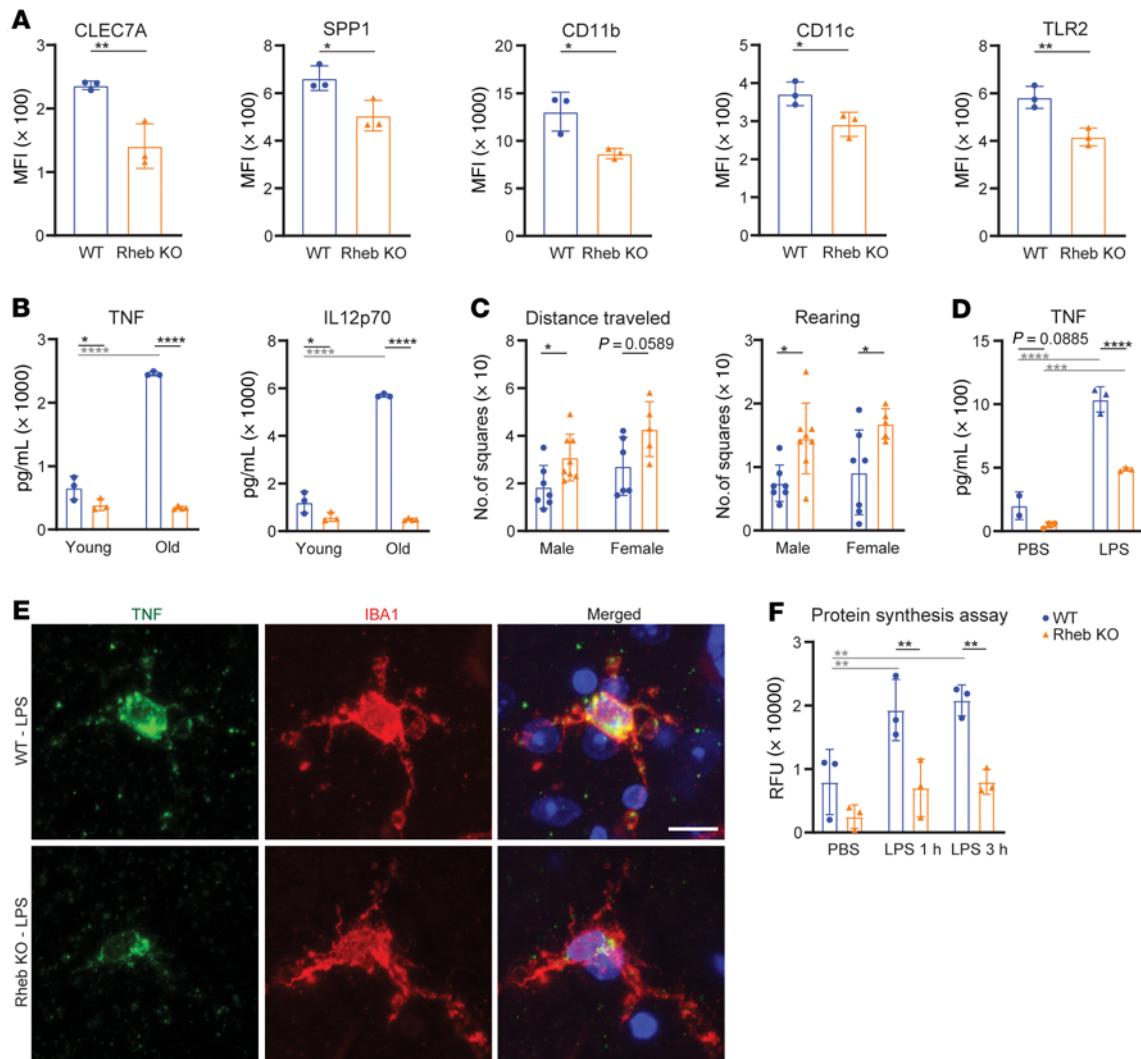 A
CLEC7A
SPP1
CD11b
CD11c
TLR2
** * * * **
MFI (× 100)
3
2
1
0
WT Rheb KO
MFI (× 100)
8
6
4
2
0
WT Rheb KO
MFI (× 1000)
20
15
10
5
0
WT Rheb KO
MFI (× 100)
5
4
3
2
1
0
WT Rheb KO
MFI (× 100)
8
6
4
2
0
WT Rheb KO
B
TNF
* ****
****
pg/mL (× 1000)
3
2
1
0
Young Old
IL12p70
* ****
****
pg/mL (× 1000)
8
6
4
2
0
Young Old
C
Distance traveled
* P = 0.0589
No.of squares (× 10)
6
4
2
0
Male Female
Rearing
* *
No.of squares (× 10)
3
2
1
0
Male Female
D
TNF
P = 0.0885 ****
****
***
pg/mL (× 100)
15
10
5
0
PBS LPS
E
TNF IBA1 Merged
WT - LPS
Rheb KO - LPS
F
Protein synthesis assay
WT
Rheb KO
** **
**
**
RFU (× 10000)
3
2
1
0
PBS LPS 1 h LPS 3 h